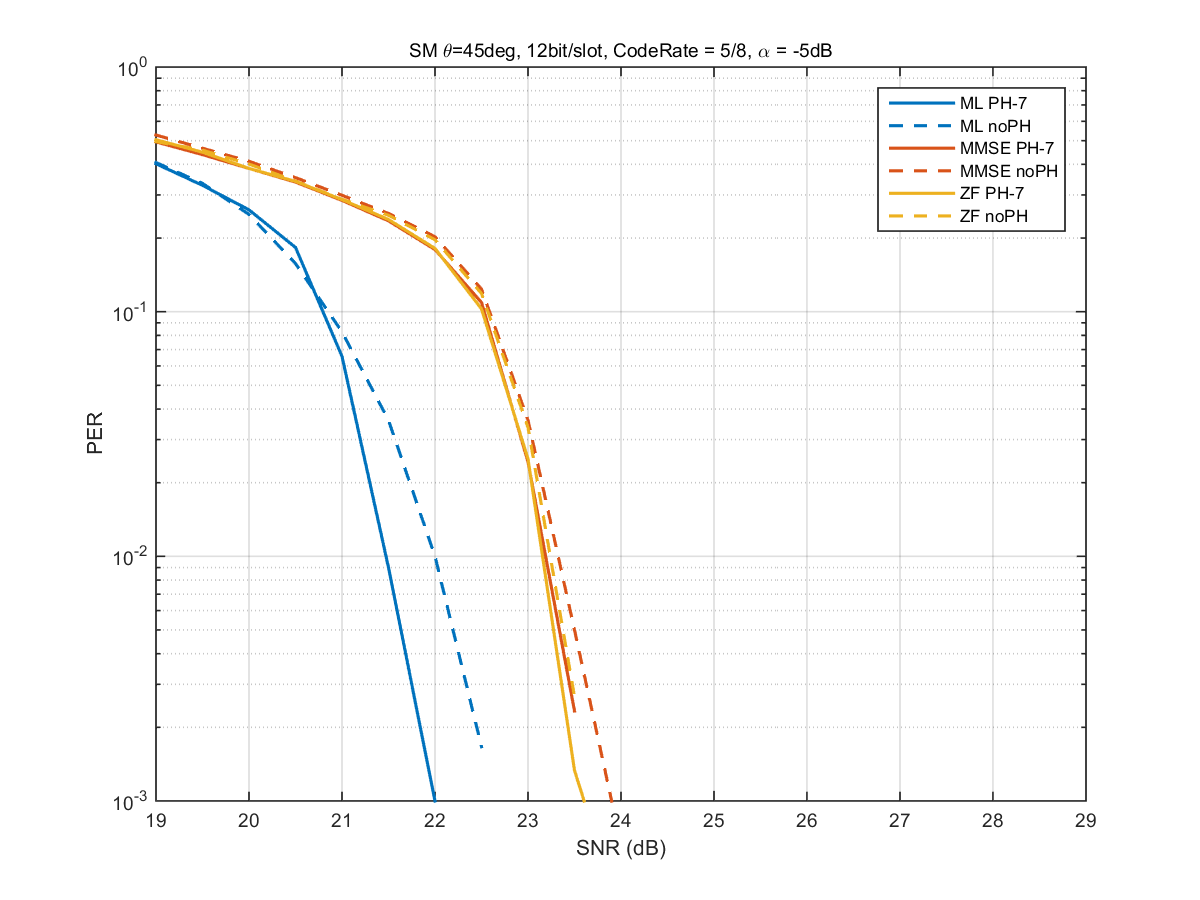 SM θ=45deg, 12bit/slot, CodeRate = 5/8, α = -5dB
10^0
10^-1
10^-2
10^-3
PER
ML PH-7
ML noPH
MMSE PH-7
MMSE noPH
ZF PH-7
ZF noPH
19 20 21 22 23 24 25 26 27 28 29
SNR (dB)